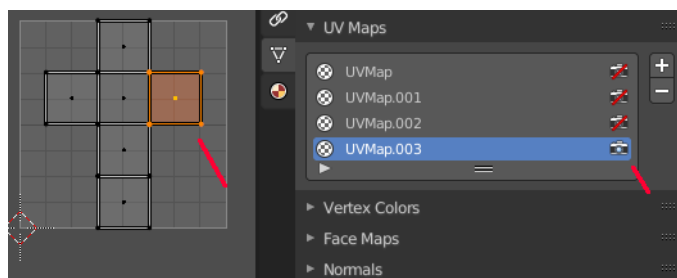 UV Maps
UVMap
UVMap.001
UVMap.002
UVMap.003
Vertex Colors
Face Maps
Normals